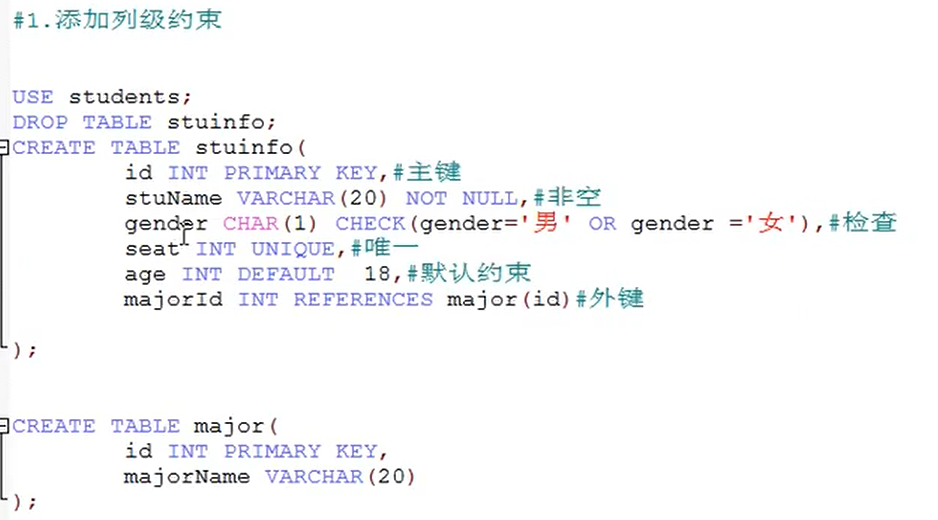 #1.添加列级约束
USE students;
DROP TABLE stuinfo;
CREATE TABLE stuinfo(
id INT PRIMARY KEY,#主键
stuName VARCHAR(20) NOT NULL,#非空
gender CHAR(1) CHECK(gender='男' OR gender ='女'),#检查
seat INT UNIQUE,#唯一
age INT DEFAULT  18,#默认约束
majorId INT REFERENCES major(id)#外键
);
CREATE TABLE major(
id INT PRIMARY KEY,
majorName VARCHAR(20)
);